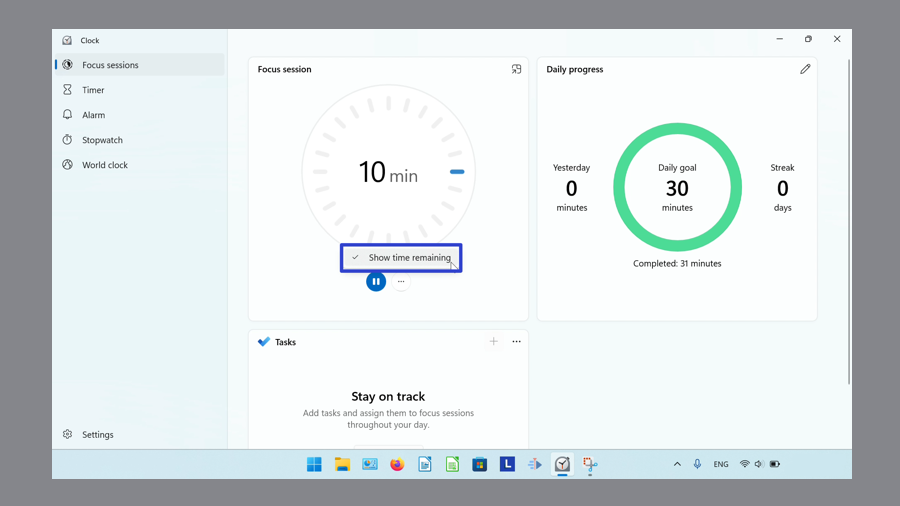 Clock
Focus sessions
Timer
Alarm
Stopwatch
World clock
Settings
Focus session
10 min
Show time remaining
Daily progress
Yesterday
0
minutes
Daily goal
30
minutes
Streak
0
days
Completed: 31 minutes
Tasks
Stay on track
Add tasks and assign them to focus sessions
throughout your day.
L
ENG